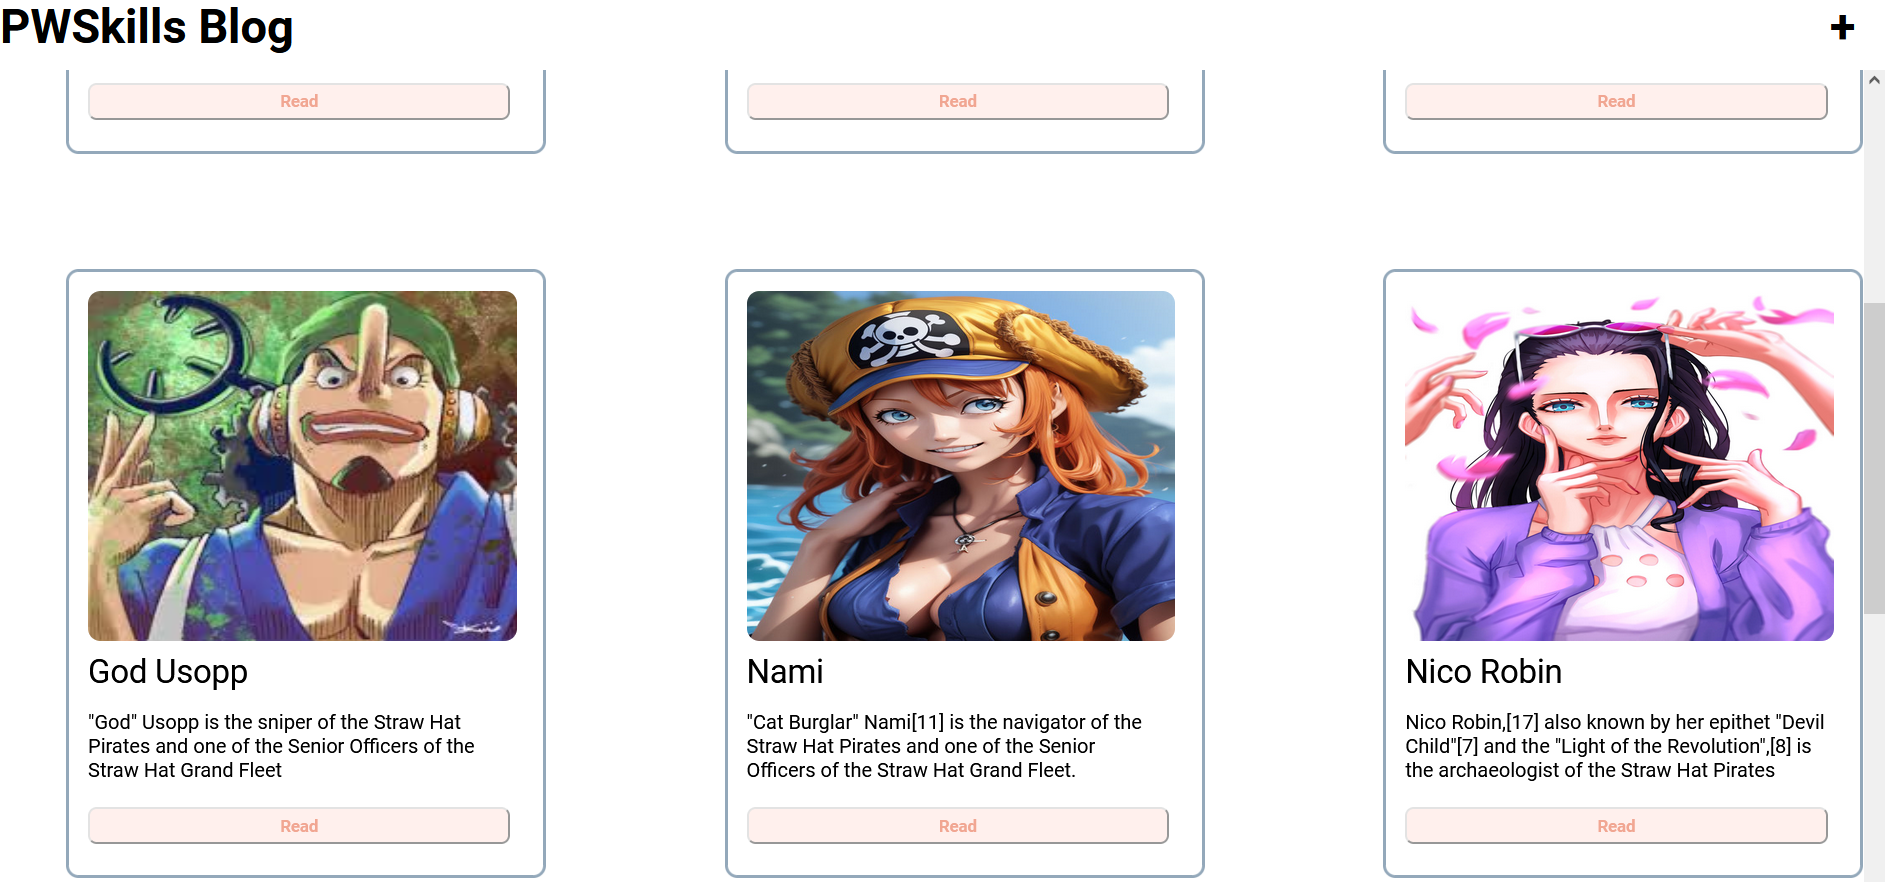 PWSkills Blog +
Read Read Read
God Usopp
"God" Usopp is the sniper of the Straw Hat
Pirates and one of the Senior Officers of the
Straw Hat Grand Fleet
Read
Nami
"Cat Burglar" Nami[11] is the navigator of the
Straw Hat Pirates and one of the Senior
Officers of the Straw Hat Grand Fleet.
Read
Nico Robin
Nico Robin,[17] also known by her epithet "Devil
Child"[7] and the "Light of the Revolution",[8] is
the archaeologist of the Straw Hat Pirates
Read